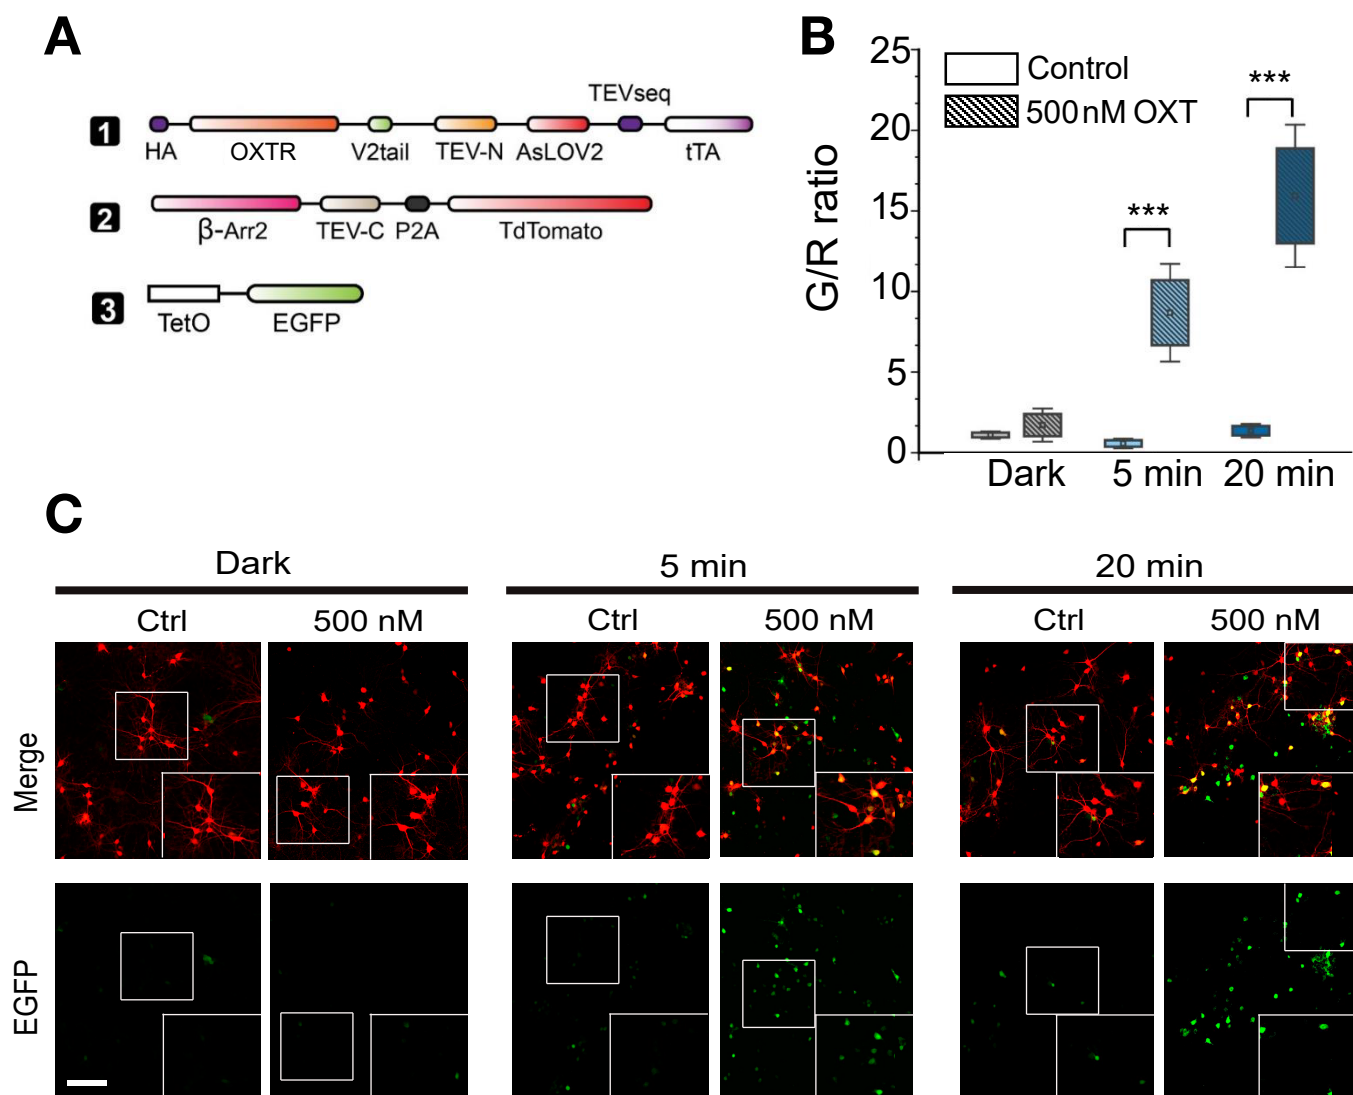 A
1
HA
OXTR
V2tail
TEV-N
AsLOV2
TEVseq
tTA
2
β-Arr2
TEV-C
P2A
TdTomato
3
TetO
EGFP
B
G/R ratio
25
20
15
10
5
0
Control
500 nM OXT
***
***
Dark
5 min
20 min
C
Dark
5 min
20 min
Ctrl
500 nM
Ctrl
500 nM
Ctrl
500 nM
Merge
EGFP